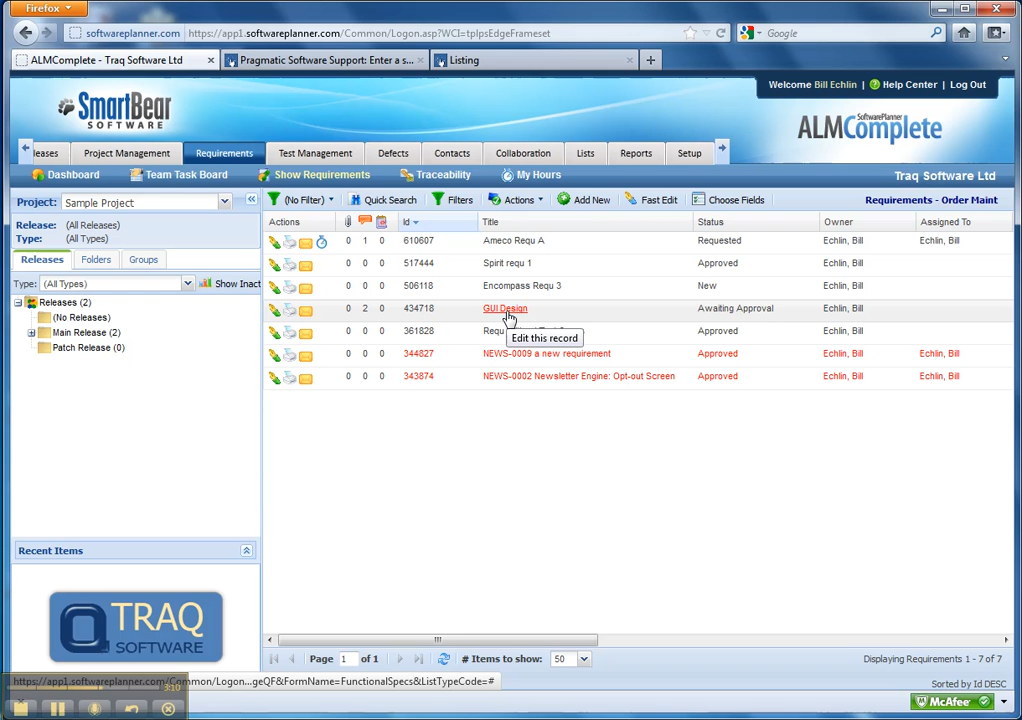 Firefox
softwareplanner.com https://app1.softwareplanner.com/Common/Logon.asp?WCI=tplpsEdgeFrameset
Google
ALMComplete - Traq Software Ltd
Pragmatic Software Support: Enter a s...
Listing
Welcome Bill Echlin Help Center | Log Out
SMARTBEAR
SOFTWARE
SoftwarePlanner
ALMComplete
leases
Project Management
Requirements
Test Management
Defects
Contacts
Collaboration
Lists
Reports
Setup
Dashboard
Team Task Board
Show Requirements
Traceability
My Hours
Traq Software Ltd
Project: Sample Project
(No Filter)
Quick Search
Filters
Actions
Add New
Fast Edit
Choose Fields
Requirements - Order Maint
Release: (All Releases)
Type: (All Types)
Releases
Folders
Groups
Type: (All Types)
Show Inact
Releases (2)
(No Releases)
Main Release (2)
Patch Release (0)
Actions Id Title Status Owner Assigned To
0 1 0 610607 Ameco Requ A Requested Echlin, Bill Echlin, Bill
0 0 0 517444 Spirit requ 1 Approved Echlin, Bill
0 0 0 506118 Encompass Requ 3 New Echlin, Bill
0 2 0 434718 GUI Design Awaiting Approval Echlin, Bill
0 0 0 361828 Requ Approved Echlin, Bill
Edit this record
0 0 0 344827 NEWS-0009 a new requirement Approved Echlin, Bill Echlin, Bill
0 0 0 343874 NEWS-0002 Newsletter Engine: Opt-out Screen Approved Echlin, Bill Echlin, Bill
Recent Items
TRAQ
SOFTWARE
Page 1 of 1
# Items to show: 50
Displaying Requirements 1 - 7 of 7
https://app1.softwareplanner.com/Common/Logon...geQF&FormName=FunctionalSpecs&ListTypeCode=#
Sorted by Id DESC
3:10
McAfee